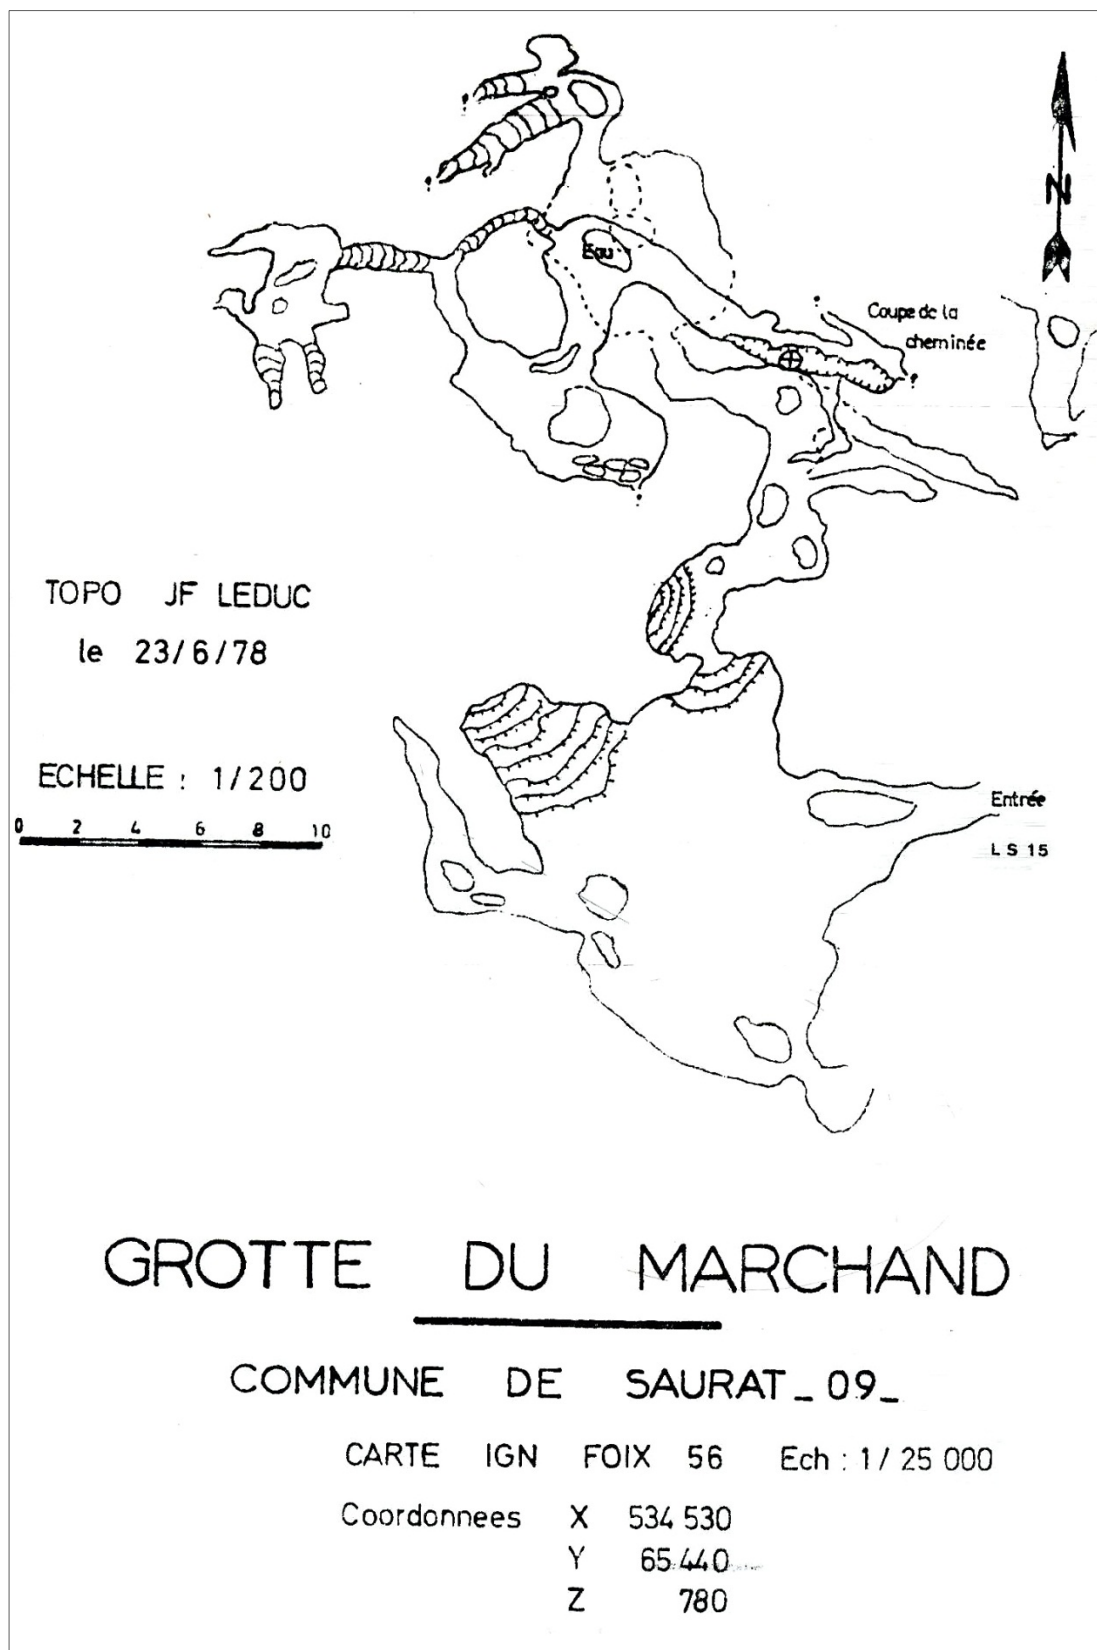 N
Eau
Coupe de la
cheminée
TOPO JF LEDUC
le 23/6/78
ECHELLE : 1/200
0 2 4 6 8 10
Entrée
LS 15
?
?
?
?
?
GROTTE DU MARCHAND
COMMUNE DE SAURAT _ 09 _
CARTE IGN FOIX 56 Ech : 1 / 25 000
Coordonnees X 534 530
Y 65 440
Z 780